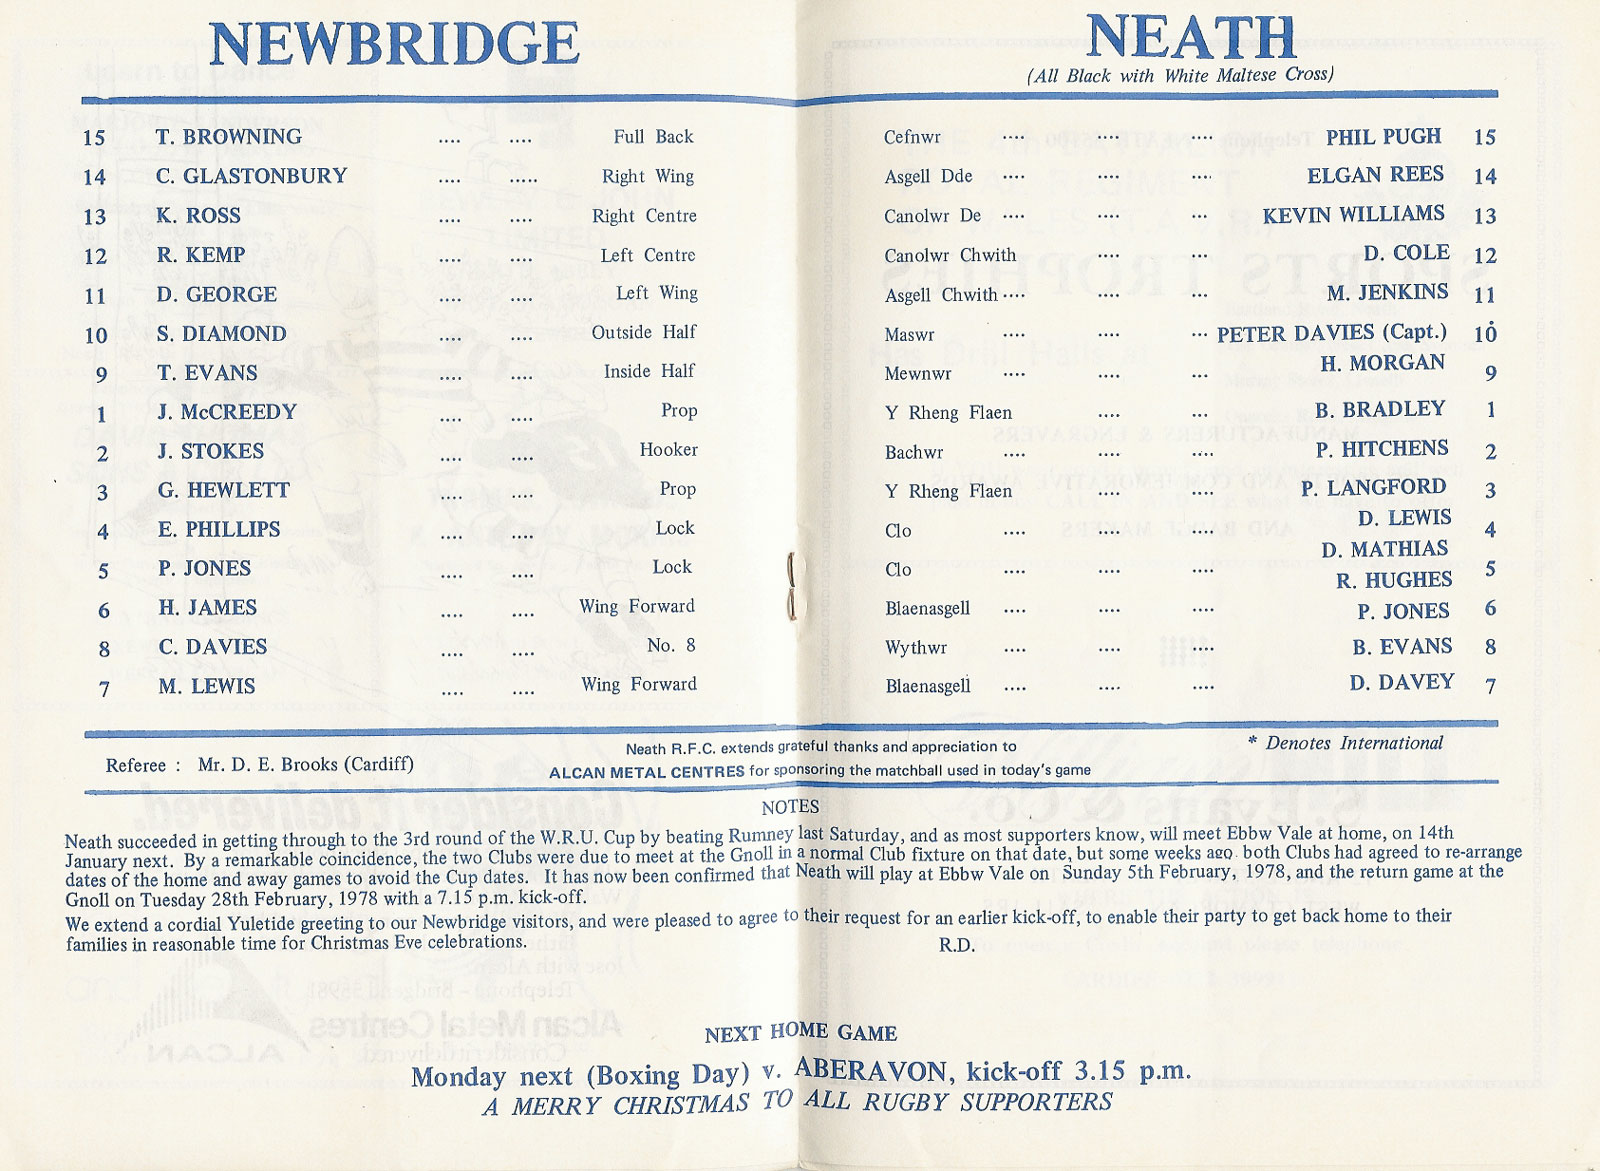 NEWBRIDGE
15 T. BROWNING .... .... Full Back
14 C. GLASTONBURY .... ..... Right Wing
13 K. ROSS .... .... Right Centre
12 R. KEMP .... .... Left Centre
11 D. GEORGE .... .... Left Wing
10 S. DIAMOND .... .... Outside Half
9 T. EVANS .... .... Inside Half
1 J. McCREEDY .... .... Prop
2 J. STOKES .... .... Hooker
3 G. HEWLETT .... .... Prop
4 E. PHILLIPS .... .... Lock
5 P. JONES .... .... Lock
6 H. JAMES .... .... Wing Forward
8 C. DAVIES .... .... No. 8
7 M. LEWIS .... .... Wing Forward
NEATH
(All Black with White Maltese Cross)
Cefnwr .... .... .... PHIL PUGH 15
Asgell Dde .... .... .... ELGAN REES 14
Canolwr De .... .... ... KEVIN WILLIAMS 13
Canolwr Chwith .... ... D. COLE 12
Asgell Chwith .... .... ... M. JENKINS 11
Maswr .... .... ... PETER DAVIES (Capt.) 10
Mewnwr .... .... ... H. MORGAN 9
Y Rheng Flaen .... ... B. BRADLEY 1
Bachwr .... .... .... P. HITCHENS 2
Y Rheng Flaen .... .... P. LANGFORD 3
D. LEWIS
Clo .... .... .... 4
D. MATHIAS
Clo .... .... .... 5
R. HUGHES
Blaenasgell .... .... .... P. JONES 6
Wythwr .... .... .... B. EVANS 8
Blaenasgell .... .... .... D. DAVEY 7
Referee : Mr. D. E. Brooks (Cardiff)
Neath R.F.C. extends grateful thanks and appreciation to
ALCAN METAL CENTRES for sponsoring the matchball used in today's game
* Denotes International
NOTES
Neath succeeded in getting through to the 3rd round of the W.R.U. Cup by beating Rumney last Saturday, and as most supporters know, will meet Ebbw Vale at home, on 14th
January next. By a remarkable coincidence, the two Clubs were due to meet at the Gnoll in a normal Club fixture on that date, but some weeks ago both Clubs had agreed to re-arrange
dates of the home and away games to avoid the Cup dates. It has now been confirmed that Neath will play at Ebbw Vale on Sunday 5th February, 1978, and the return game at the
Gnoll on Tuesday 28th February, 1978 with a 7.15 p.m. kick-off.
We extend a cordial Yuletide greeting to our Newbridge visitors, and were pleased to agree to their request for an earlier kick-off, to enable their party to get back home to their
families in reasonable time for Christmas Eve celebrations. R.D.
NEXT HOME GAME
Monday next (Boxing Day) v. ABERAVON, kick-off 3.15 p.m.
A MERRY CHRISTMAS TO ALL RUGBY SUPPORTERS